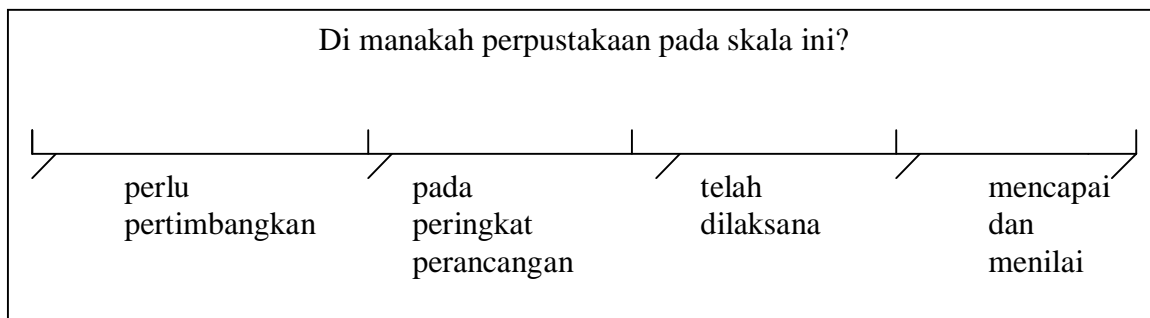 Di manakah perpustakaan pada skala ini?
perlu
pertimbangkan
pada
peringkat
perancangan
telah
dilaksana
mencapai
dan
menilai